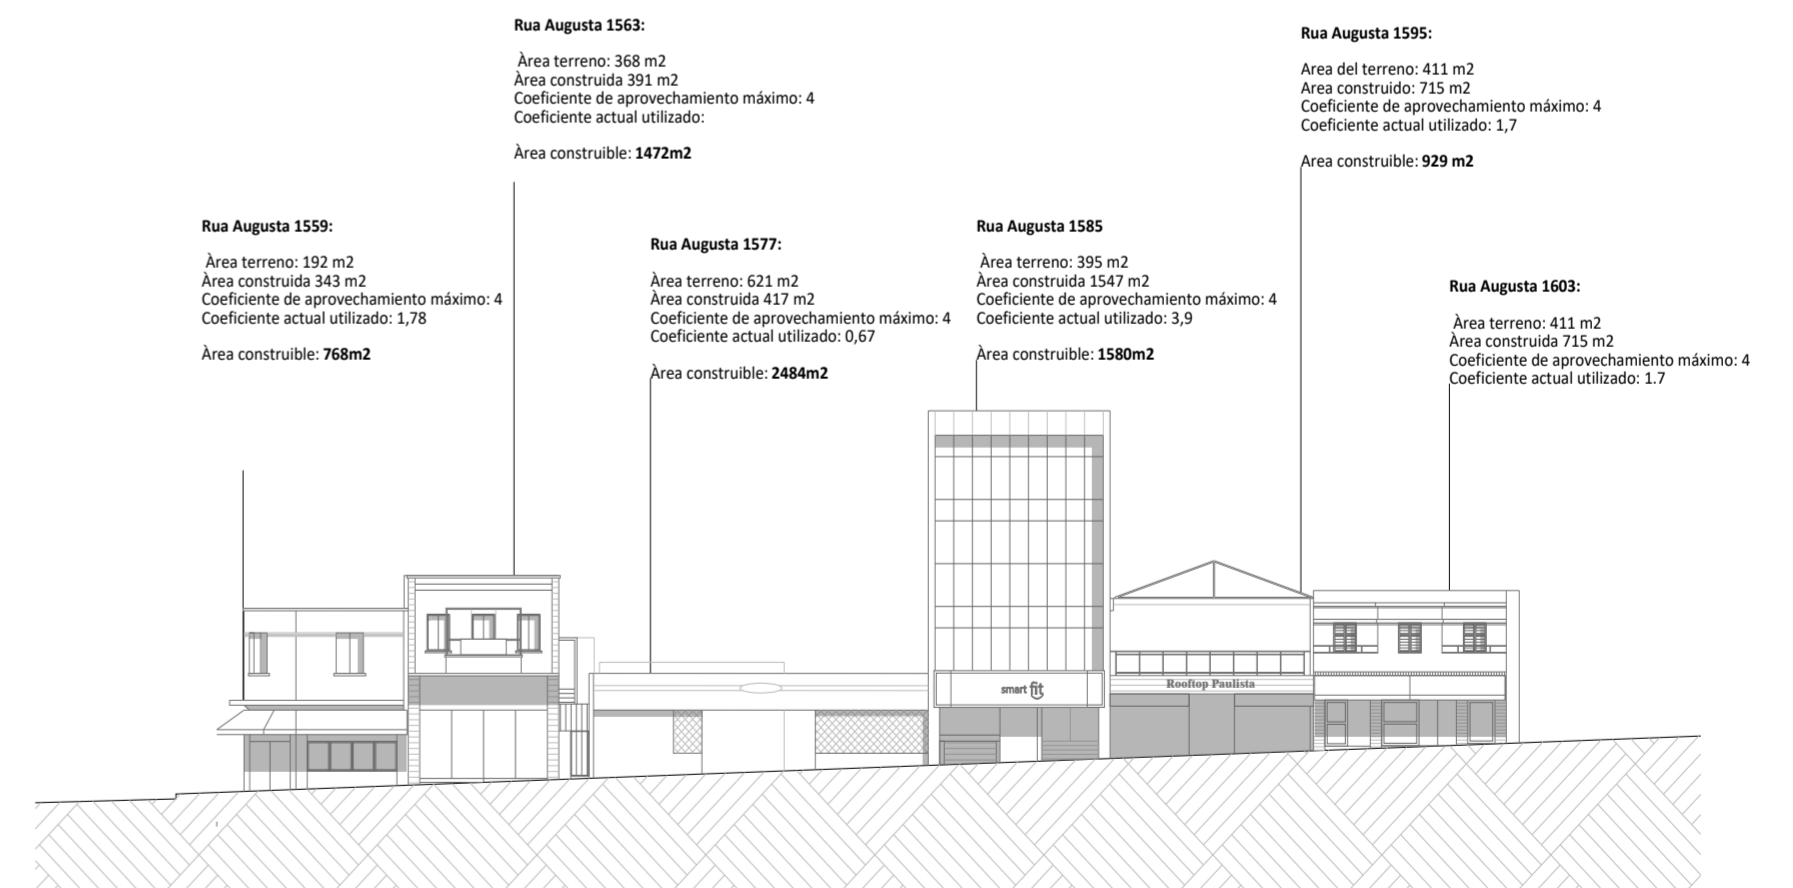 Rua Augusta 1563:
Àrea terreno: 368 m2
Àrea construida 391 m2
Coeficiente de aprovechamiento máximo: 4
Coeficiente actual utilizado:
Àrea construible: 1472m2
Rua Augusta 1595:
Area del terreno: 411 m2
Area construido: 715 m2
Coeficiente de aprovechamiento máximo: 4
Coeficiente actual utilizado: 1,7
Area construible: 929 m2
Rua Augusta 1559:
Àrea terreno: 192 m2
Àrea construida 343 m2
Coeficiente de aprovechamiento máximo: 4
Coeficiente actual utilizado: 1,78
Àrea construible: 768m2
Rua Augusta 1577:
Àrea terreno: 621 m2
Àrea construida 417 m2
Coeficiente de aprovechamiento máximo: 4
Coeficiente actual utilizado: 0,67
Àrea construible: 2484m2
Rua Augusta 1585
Àrea terreno: 395 m2
Àrea construida 1547 m2
Coeficiente de aprovechamiento máximo: 4
Coeficiente actual utilizado: 3,9
Àrea construible: 1580m2
Rua Augusta 1603:
Àrea terreno: 411 m2
Àrea construida 715 m2
Coeficiente de aprovechamiento máximo: 4
Coeficiente actual utilizado: 1.7
smart fit
Rooftop Paulista